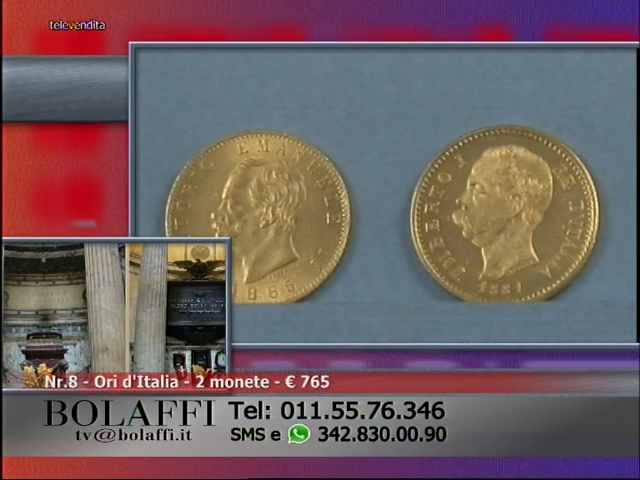 televendita
VITTORIO EMANUELE
1865
UMBERTO I RE D'ITALIA
1881
Nr.8 - Ori d'Italia - 2 monete - € 765
BOLAFFI
tv@bolaffi.it
Tel: 011.55.76.346
SMS e 342.830.00.90